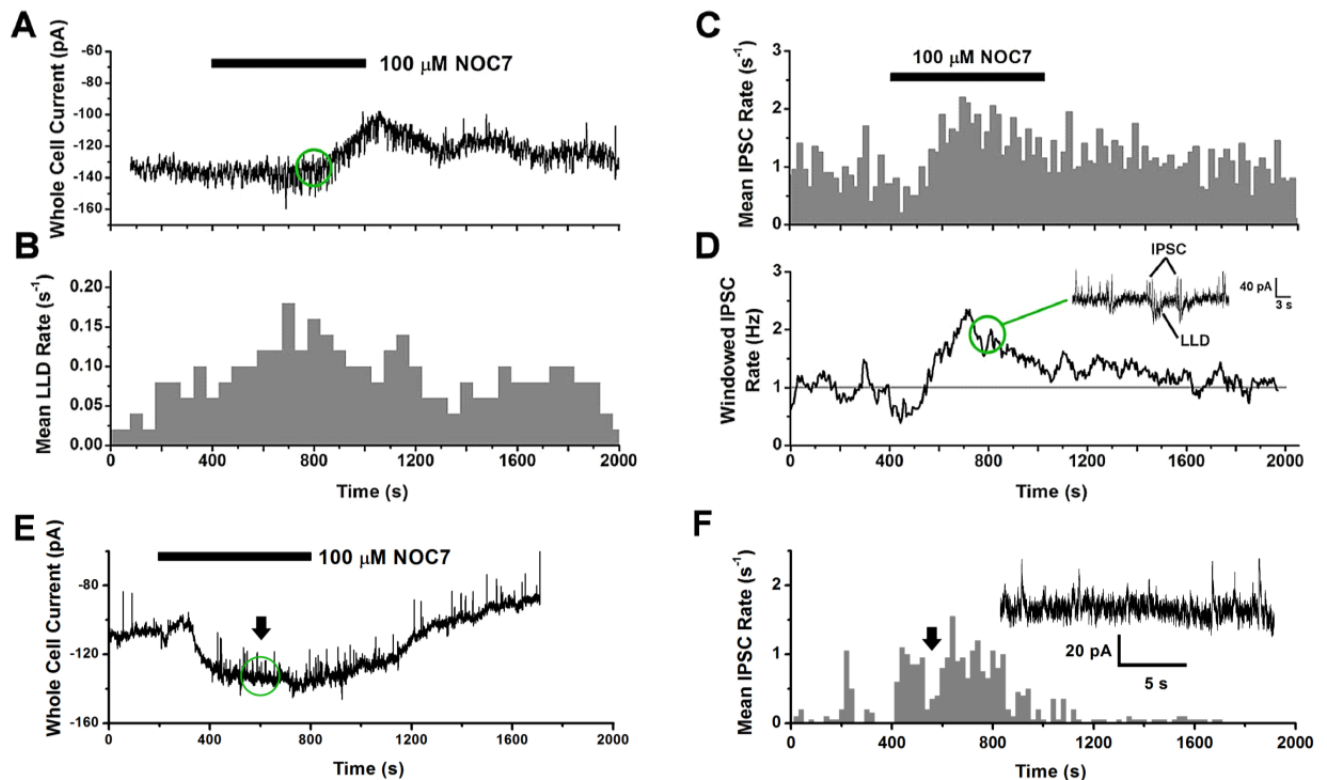 A
Whole Cell Current (pA)
-60
-80
-100
-120
-140
-160
100 μM NOC7
B
Mean LLD Rate (s-1)
0.20
0.15
0.10
0.05
0.00
0 400 800 1200 1600 2000
Time (s)
C
Mean IPSC Rate (s-1)
3
2
1
0
100 μM NOC7
D
Windowed IPSC
Rate (Hz)
3
2
1
0
IPSC
40 pA
3 s
LLD
0 400 800 1200 1600 2000
Time (s)
E
Whole Cell Current (pA)
-80
-120
-160
100 μM NOC7
0 400 800 1200 1600 2000
Time (s)
F
Mean IPSC Rate (s-1)
2
1
0
20 pA
5 s
0 400 800 1200 1600 2000
Time (s)